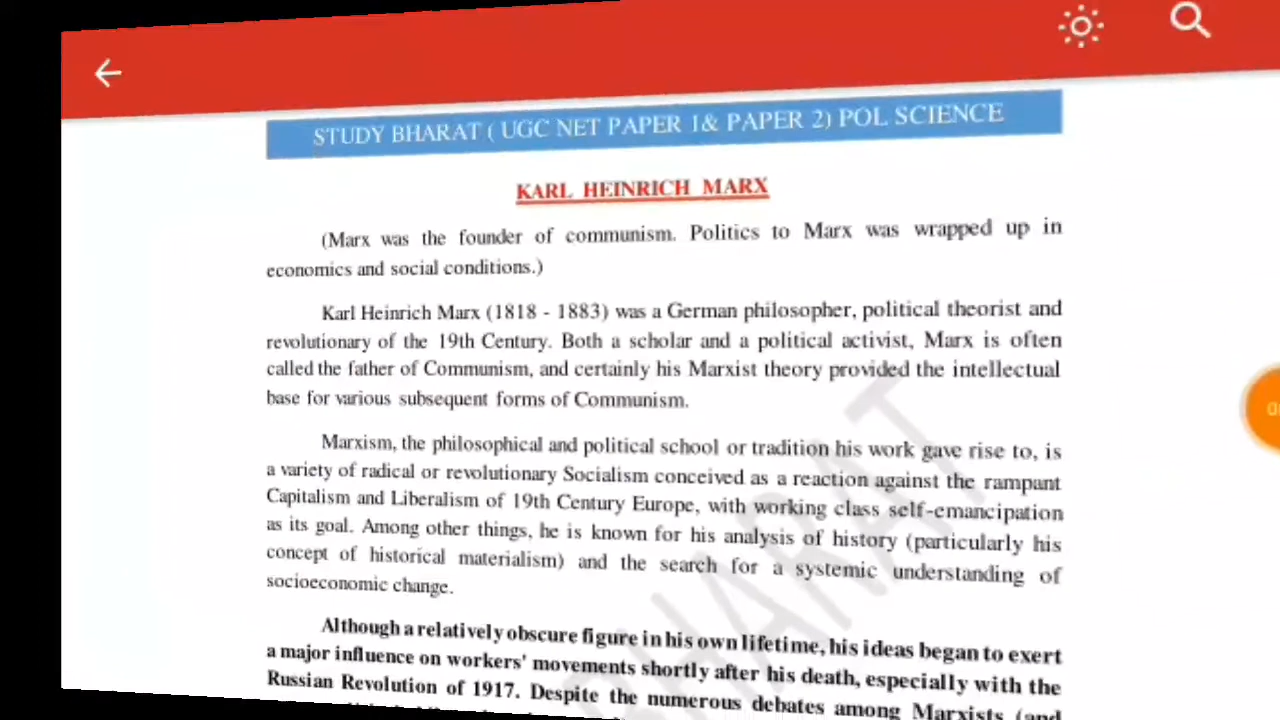 STUDY BHARAT ( UGC NET PAPER 1& PAPER 2) POL SCIENCE
KARL HEINRICH MARX
(Marx was the founder of communism. Politics to Marx was wrapped up in
economics and social conditions.)
Karl Heinrich Marx (1818 - 1883) was a German philosopher, political theorist and
revolutionary of the 19th Century. Both a scholar and a political activist, Marx is often
called the father of Communism, and certainly his Marxist theory provided the intellectual
base for various subsequent forms of Communism.
Marxism, the philosophical and political school or tradition his work gave rise to, is
a variety of radical or revolutionary Socialism conceived as a reaction against the rampant
Capitalism and Liberalism of 19th Century Europe, with working class self-emancipation
as its goal. Among other things, he is known for his analysis of history (particularly his
concept of historical materialism) and the search for a systemic understanding of
socioeconomic change.
Although a relatively obscure figure in his own lifetime, his ideas began to exert
a major influence on workers' movements shortly after his death, especially with the
Russian Revolution of 1917. Despite the numerous debates among Marxists (and
BHARAT